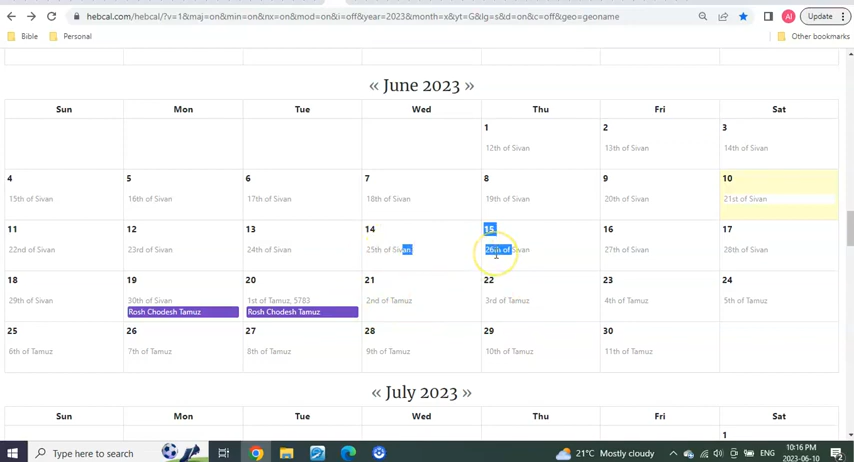 hebcal.com/hebcal/?v=1&maj=on&min=on&nx=on&mod=on&i=off&year=2023&month=x&yt=G&lg=s&d=on&c=off&geo=geoname
AI
Update
Bible
Personal
Other bookmarks
« June 2023 »
Sun Mon Tue Wed Thu Fri Sat
1 2 3
12th of Sivan 13th of Sivan 14th of Sivan
4 5 6 7 8 9 10
15th of Sivan 16th of Sivan 17th of Sivan 18th of Sivan 19th of Sivan 20th of Sivan 21st of Sivan
11 12 13 14 15 16 17
22nd of Sivan 23rd of Sivan 24th of Sivan 25th of Sivan 26th of Sivan 27th of Sivan 28th of Sivan
18 19 20 21 22 23 24
29th of Sivan 30th of Sivan 1st of Tamuz, 5783 2nd of Tamuz 3rd of Tamuz 4th of Tamuz 5th of Tamuz
Rosh Chodesh Tamuz Rosh Chodesh Tamuz
25 26 27 28 29 30
6th of Tamuz 7th of Tamuz 8th of Tamuz 9th of Tamuz 10th of Tamuz 11th of Tamuz
« July 2023 »
Sun Mon Tue Wed Thu Fri Sat
1
Type here to search
21°C Mostly cloudy
ENG
10:16 PM
2023-06-10
2